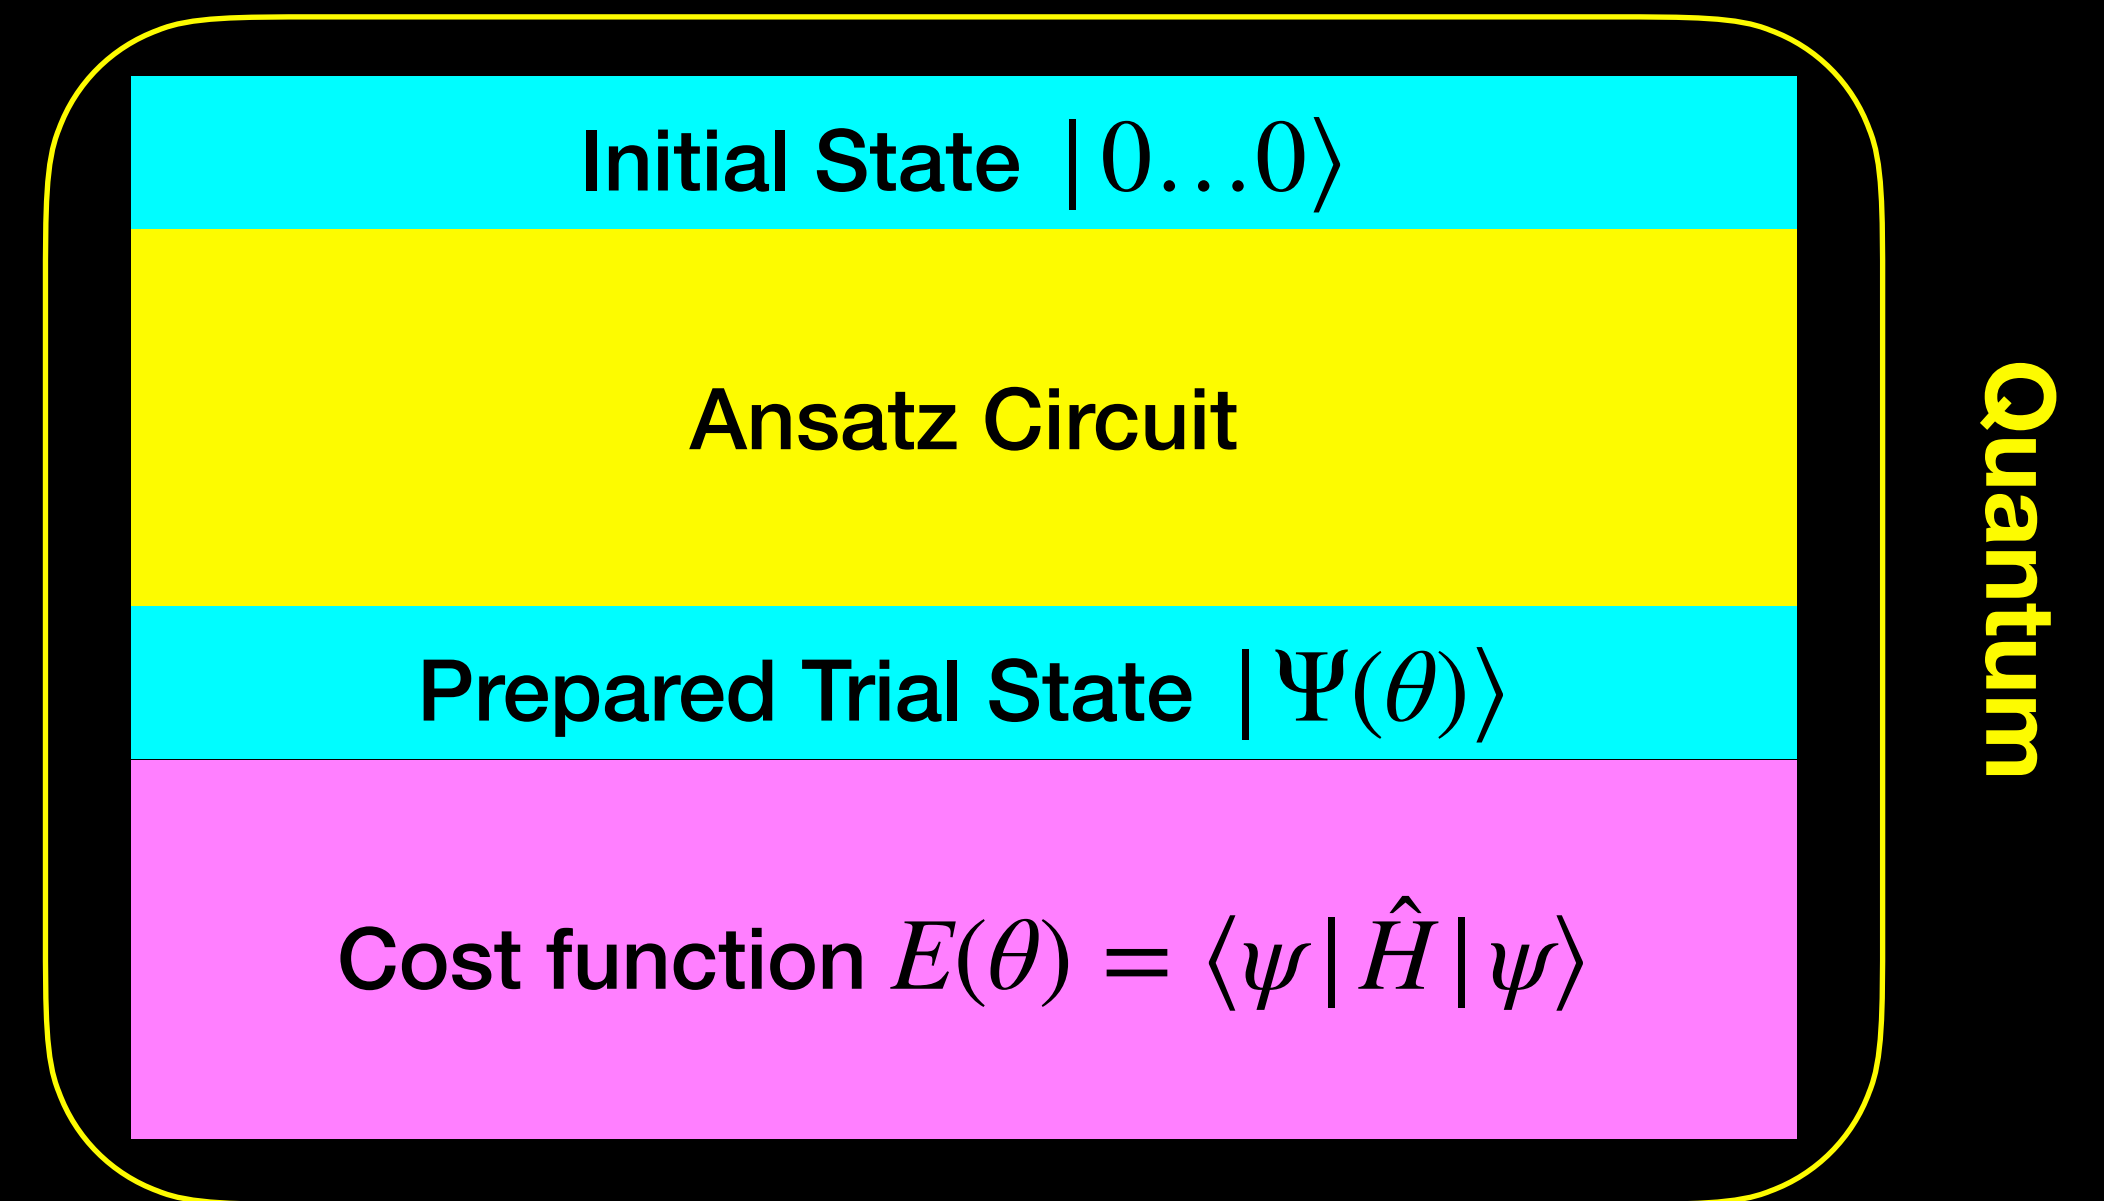 Initial State |0…0⟩
Ansatz Circuit
Prepared Trial State |Ψ(θ)⟩
Cost function E(θ) = ⟨ψ|Ĥ|ψ⟩
Quantum